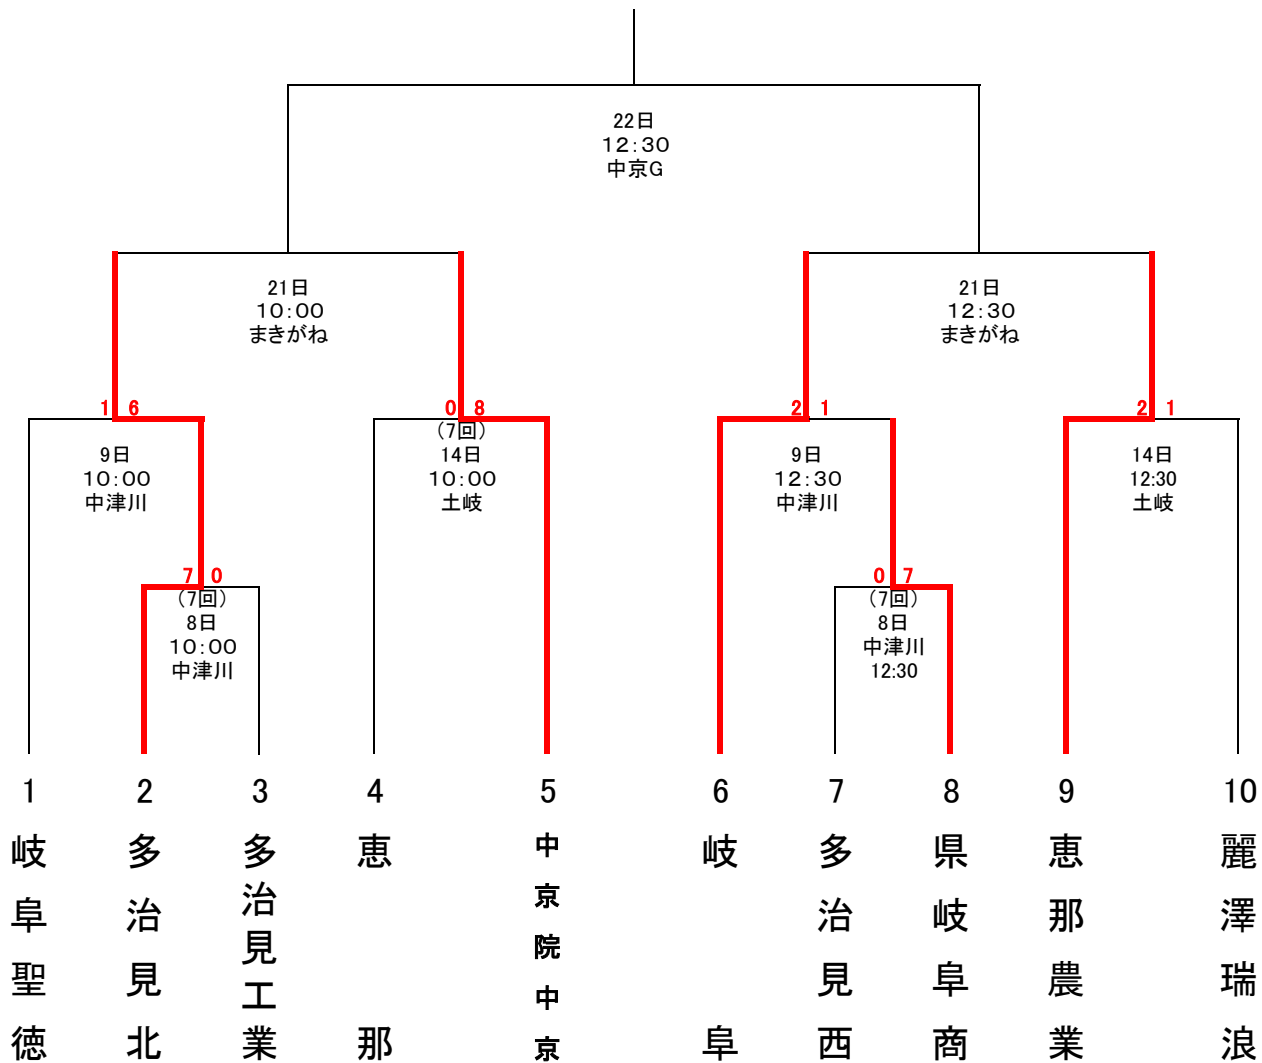 22日
12:30
中京G
21日
10:00
まきがね
21日
12:30
まきがね
1 6
9日
10:00
中津川
0 8
(7回)
14日
10:00
土岐
2 1
9日
12:30
中津川
2 1
14日
12:30
土岐
7 0
(7回)
8日
10:00
中津川
0 7
(7回)
8日
中津川
12:30
1
岐阜聖徳
2
多治見北
3
多治見工業
4
恵那
5
中京院中京
6
岐阜
7
多治見西
8
県岐阜商
9
恵那農業
10
麗澤瑞浪